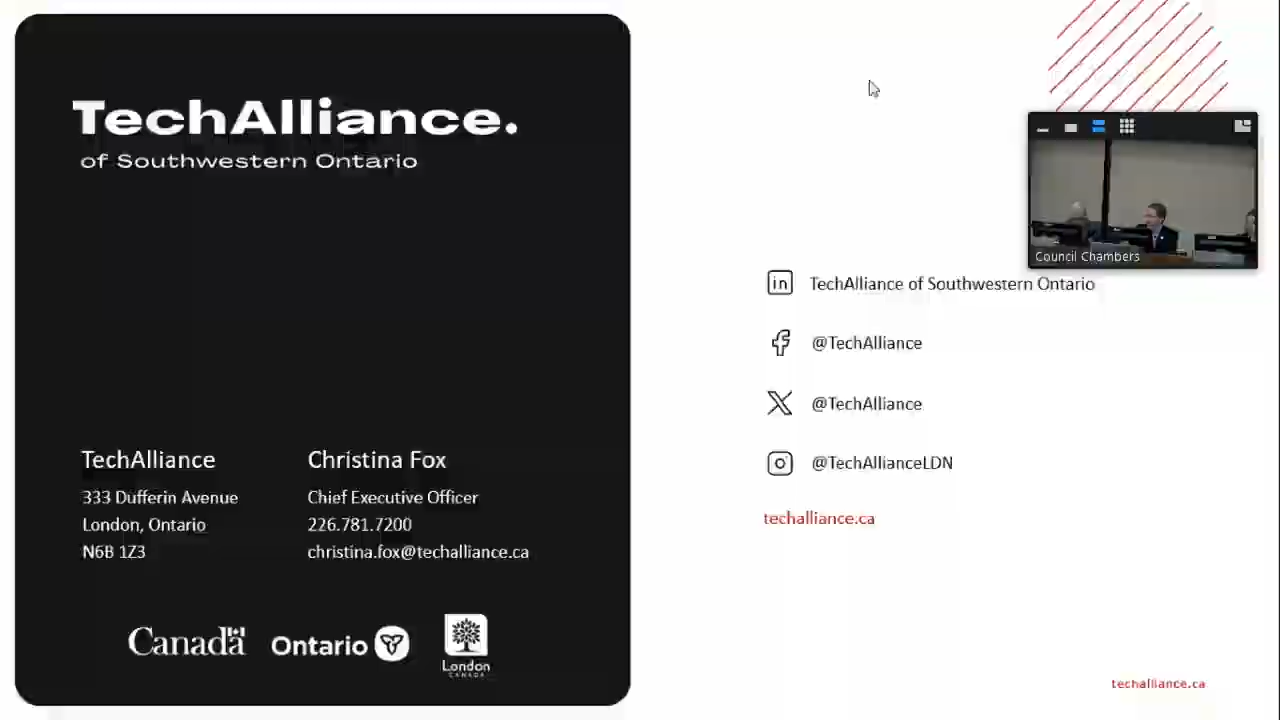 TechAlliance.
of Southwestern Ontario
TechAlliance
333 Dufferin Avenue
London, Ontario
N6B 1Z3
Christina Fox
Chief Executive Officer
226.781.7200
christina.fox@techalliance.ca
Canada
Ontario
London
CANADA
Council Chambers
in
TechAlliance of Southwestern Ontario
@TechAlliance
@TechAlliance
@TechAllianceLDN
techalliance.ca
techalliance.ca